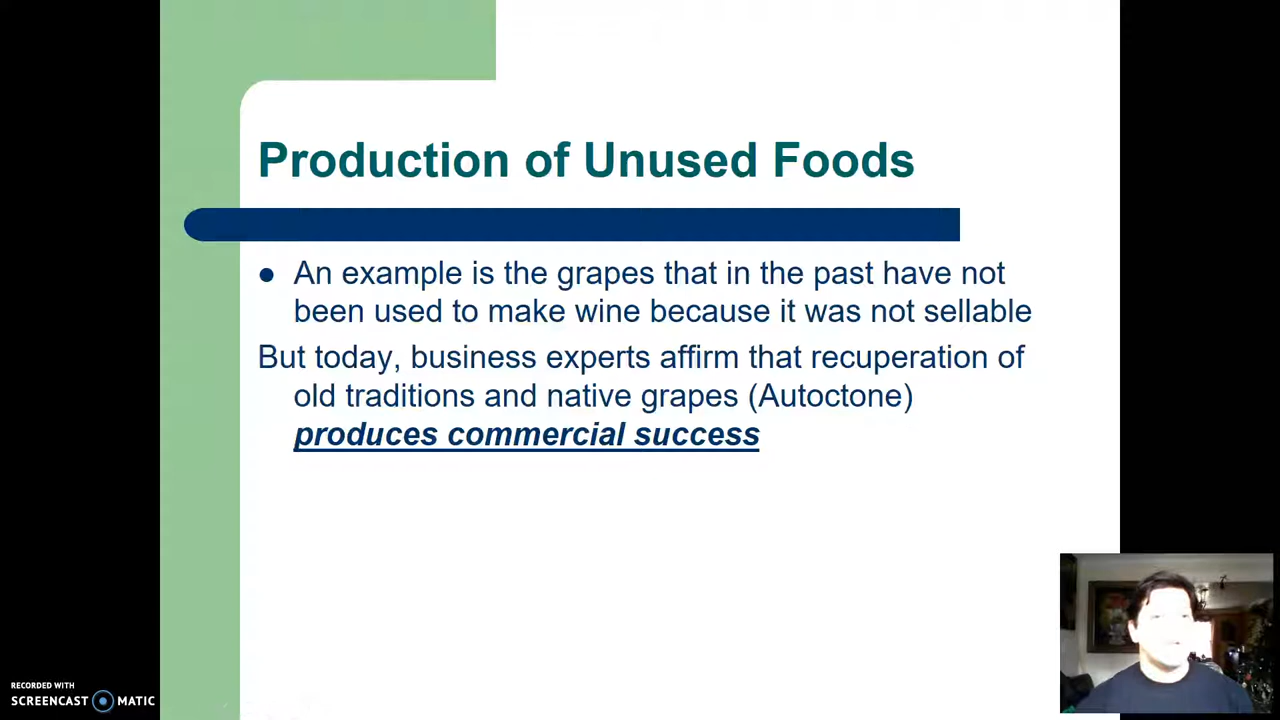 Production of Unused Foods
An example is the grapes that in the past have not
been used to make wine because it was not sellable
But today, business experts affirm that recuperation of
old traditions and native grapes (Autoctone)
produces commercial success
RECORDED WITH
SCREENCAST MATIC